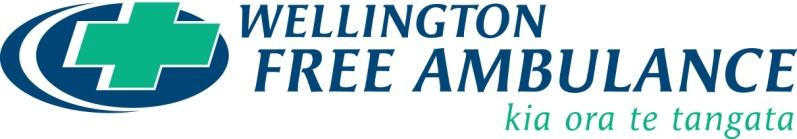 WELLINGTON
FREE AMBULANCE
kia ora te tangata